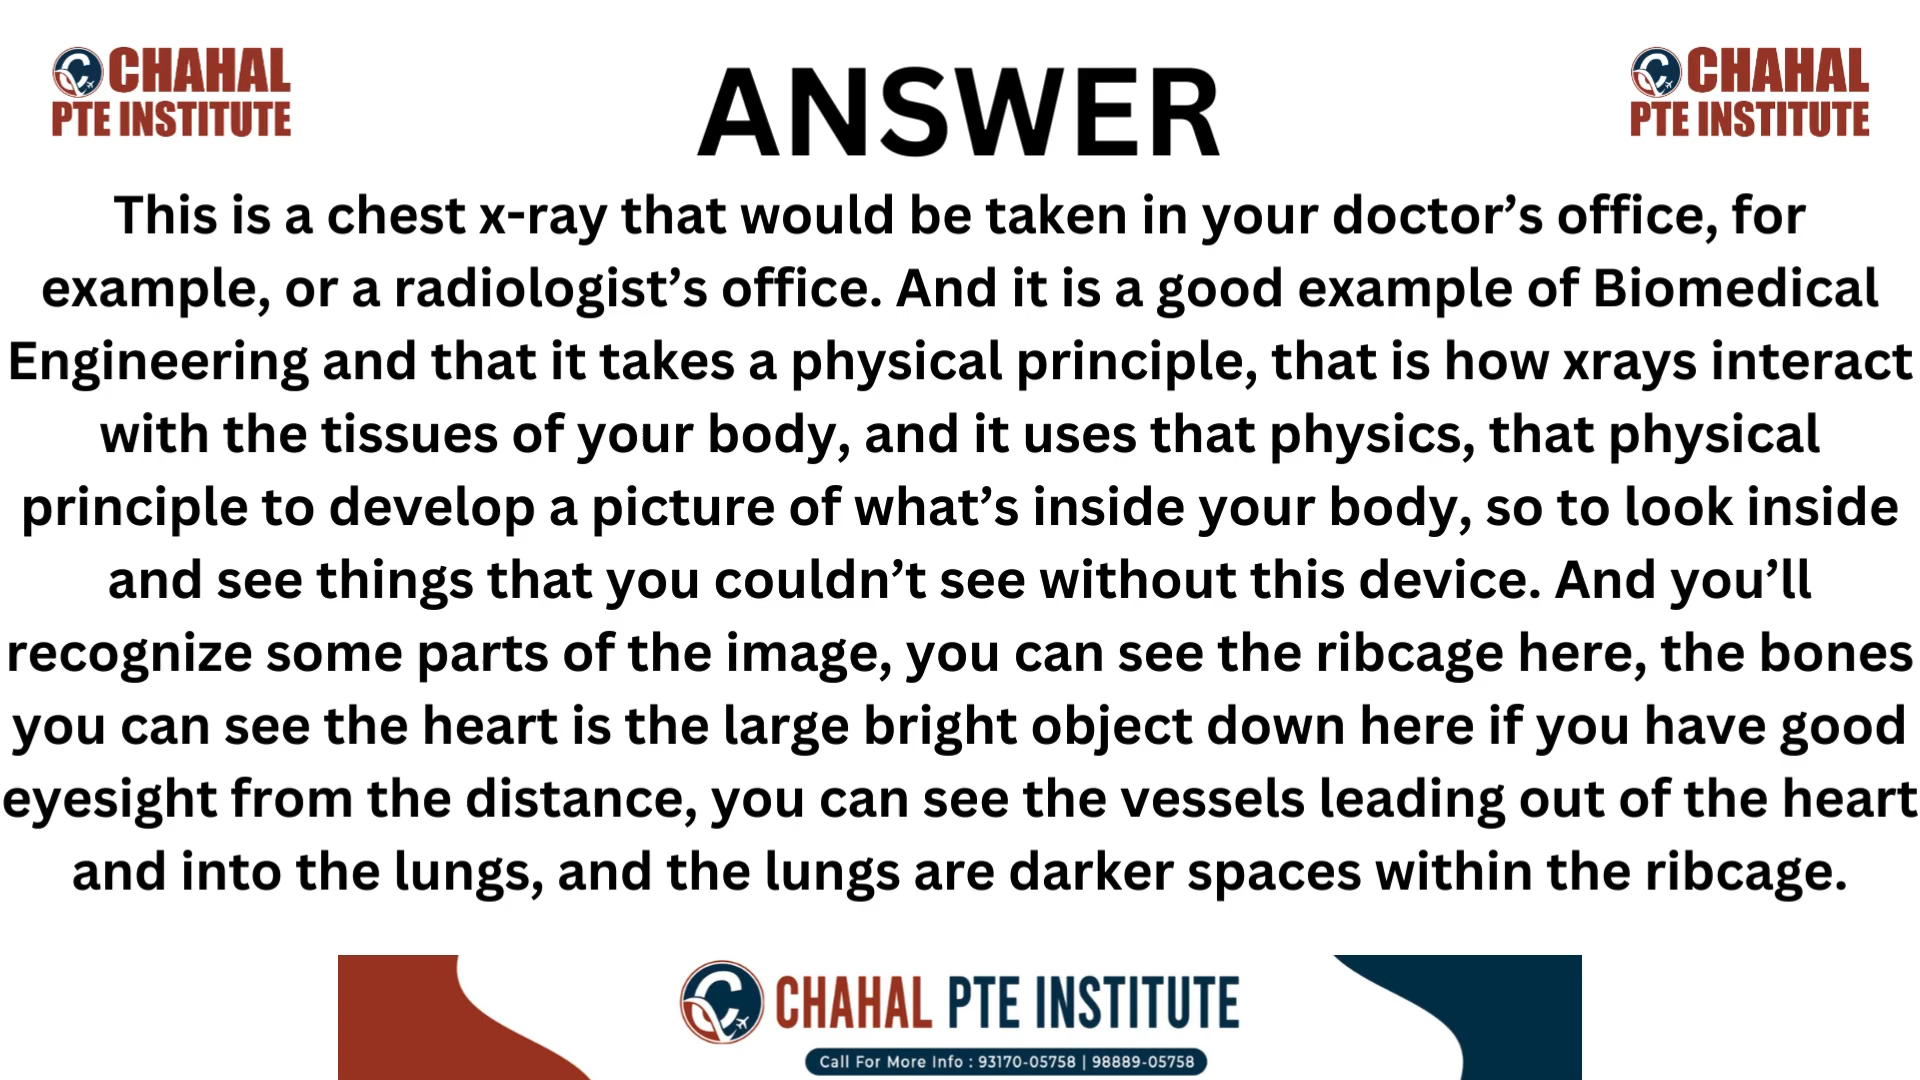 CHAHAL
PTE INSTITUTE
ANSWER
CHAHAL
PTE INSTITUTE
This is a chest x-ray that would be taken in your doctor’s office, for
example, or a radiologist’s office. And it is a good example of Biomedical
Engineering and that it takes a physical principle, that is how xrays interact
with the tissues of your body, and it uses that physics, that physical
principle to develop a picture of what’s inside your body, so to look inside
and see things that you couldn’t see without this device. And you’ll
recognize some parts of the image, you can see the ribcage here, the bones
you can see the heart is the large bright object down here if you have good
eyesight from the distance, you can see the vessels leading out of the heart
and into the lungs, and the lungs are darker spaces within the ribcage.
CHAHAL PTE INSTITUTE
Call For More Info : 93170-05758 | 98889-05758